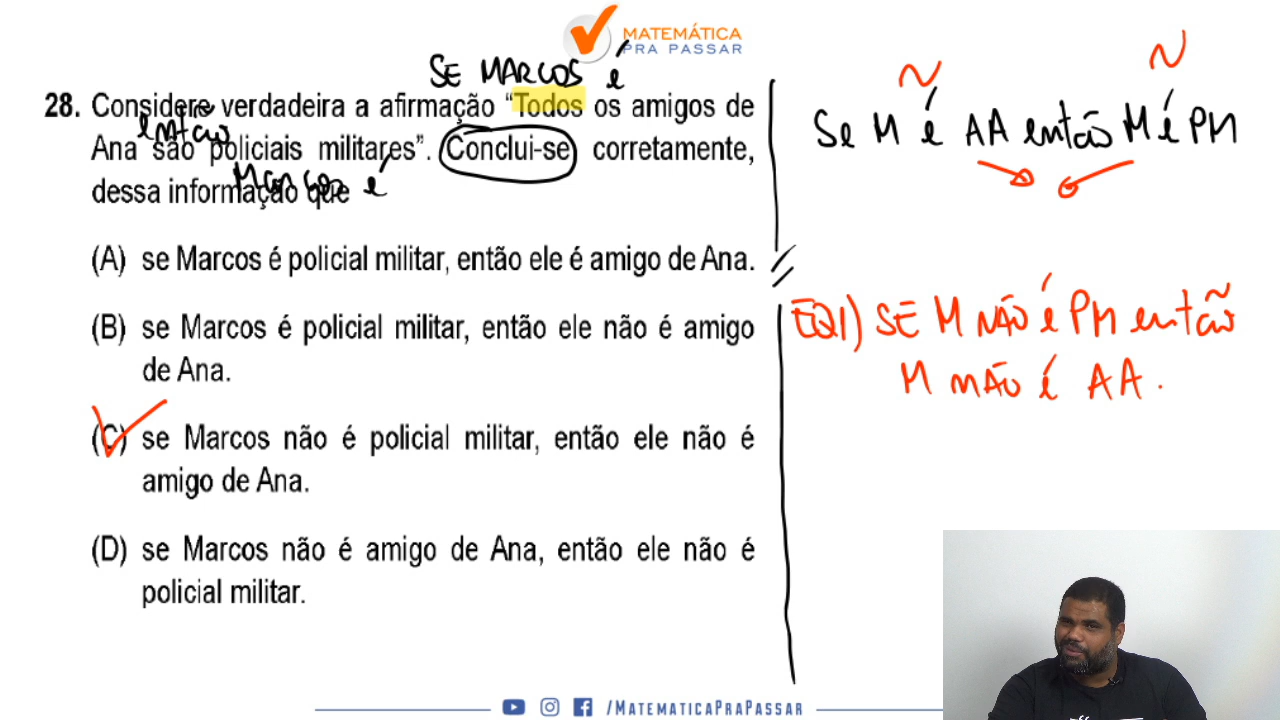 MATEMÁTICA
PRA PASSAR
SE MARCOS é
28. Considere verdadeira a afirmação “Todos os amigos de
então
Ana são policiais militares”. Conclui-se corretamente,
Marcos é
dessa informação que
(A) se Marcos é policial militar, então ele é amigo de Ana.
(B) se Marcos é policial militar, então ele não é amigo
de Ana.
(C) se Marcos não é policial militar, então ele não é
amigo de Ana.
(D) se Marcos não é amigo de Ana, então ele não é
policial militar.
~ ~
Se M é AA então M é PM
EQ1) SE M NÃO é PM então
M NÃO é AA.
/MATEMATICAPRAPASSAR